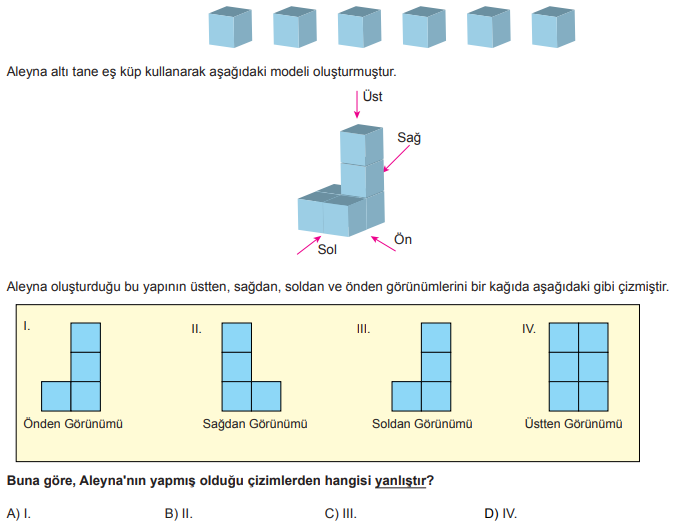 Aleyna altı tane eş küp kullanarak aşağıdaki modeli oluşturmuştur.
Üst
Sağ
Ön
Sol
Aleyna oluşturduğu bu yapının üstten, sağdan, soldan ve önden görünümlerini bir kağıda aşağıdaki gibi çizmiştir.
I. II. III. IV.
Önden Görünümü Sağdan Görünümü Soldan Görünümü Üstten Görünümü
Buna göre, Aleyna'nın yapmış olduğu çizimlerden hangisi yanlıştır?
A) I. B) II. C) III. D) IV.